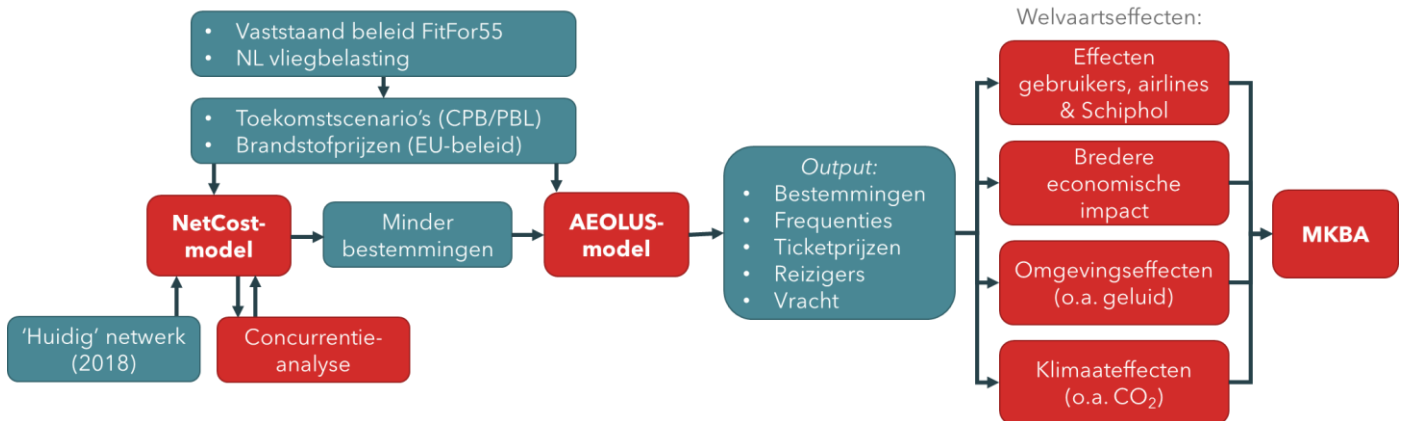 • Vaststaand beleid FitFor55
• NL vliegbelasting
• Toekomstscenario's (CPB/PBL)
• Brandstofprijzen (EU-beleid)
NetCost-
model
Minder
bestemmingen
AEOLUS-
model
'Huidig' netwerk
(2018)
Concurrentie-
analyse
Output:
• Bestemmingen
• Frequenties
• Ticketprijzen
• Reizigers
• Vracht
Welvaartseffecten:
Effecten
gebruikers, airlines
& Schiphol
Bredere
economische
impact
Omgevingseffecten
(o.a. geluid)
Klimaateffecten
(o.a. CO₂)
MKBA